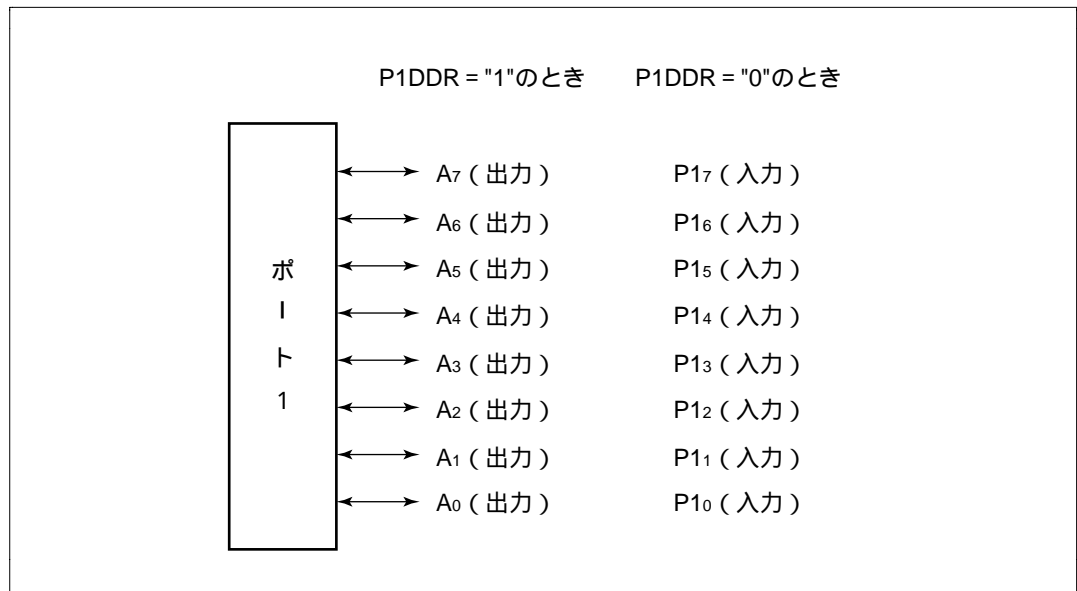 P1DDR = "1"のとき P1DDR = "0"のとき
A7 ( 出力 ) P17 ( 入力 )
A6 ( 出力 ) P16 ( 入力 )
A5 ( 出力 ) P15 ( 入力 )
A4 ( 出力 ) P14 ( 入力 )
A3 ( 出力 ) P13 ( 入力 )
A2 ( 出力 ) P12 ( 入力 )
A1 ( 出力 ) P11 ( 入力 )
A0 ( 出力 ) P10 ( 入力 )
ポート1